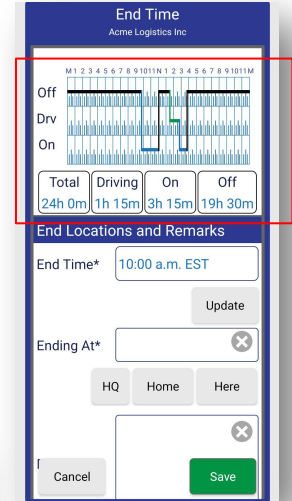 End Time
Acme Logistics Inc
M 1 2 3 4 5 6 7 8 9 10 11 N 1 2 3 4 5 6 7 8 9 10 11 M
Off
Drv
On
Total Driving On Off
24h 0m 1h 15m 3h 15m 19h 30m
End Locations and Remarks
End Time* 10:00 a.m. EST
Update
Ending At*
HQ Home Here
Cancel Save